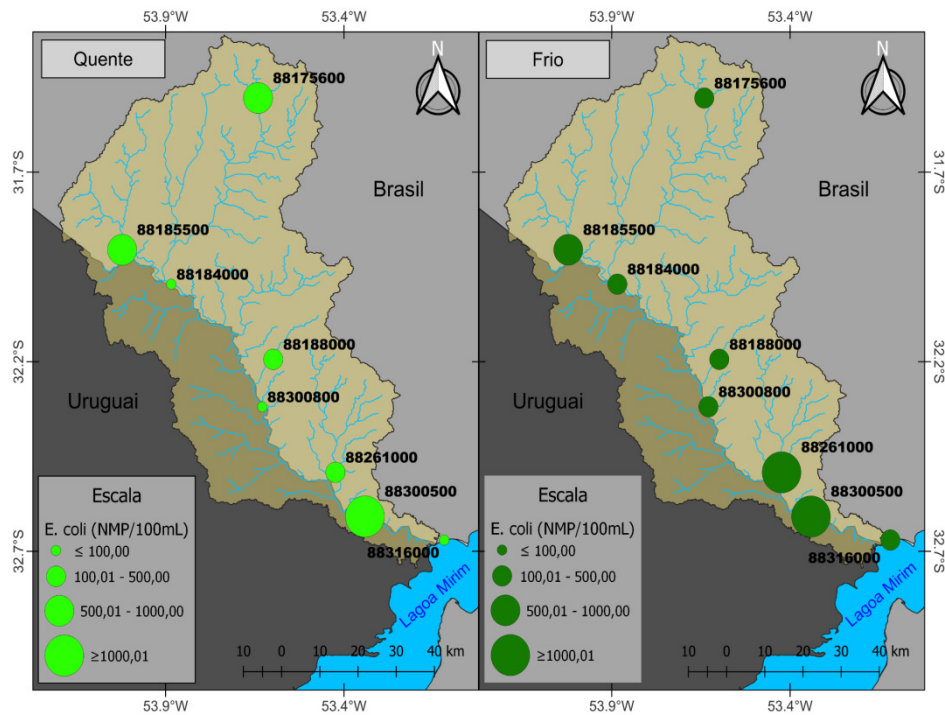 53.9°W
53.4°W
53.9°W
53.4°W
Quente
N
88175600
31.7°S
Brasil
88185500
88184000
88188000
32.2°S
88300800
Uruguai
88261000
88300500
88316000
32.7°S
Lagoa Mirim
Escala
E. coli (NMP/100mL)
≤ 100,00
100,01 - 500,00
500,01 - 1000,00
≥1000,01
10 0 10 20 30 40 km
Frio
N
88175600
31.7°S
Brasil
88185500
88184000
88188000
32.2°S
88300800
Uruguai
88261000
88300500
88316000
32.7°S
Lagoa Mirim
Escala
E. coli (NMP/100mL)
≤ 100,00
100,01 - 500,00
500,01 - 1000,00
≥1000,01
10 0 10 20 30 40 km
53.9°W
53.4°W
53.9°W
53.4°W